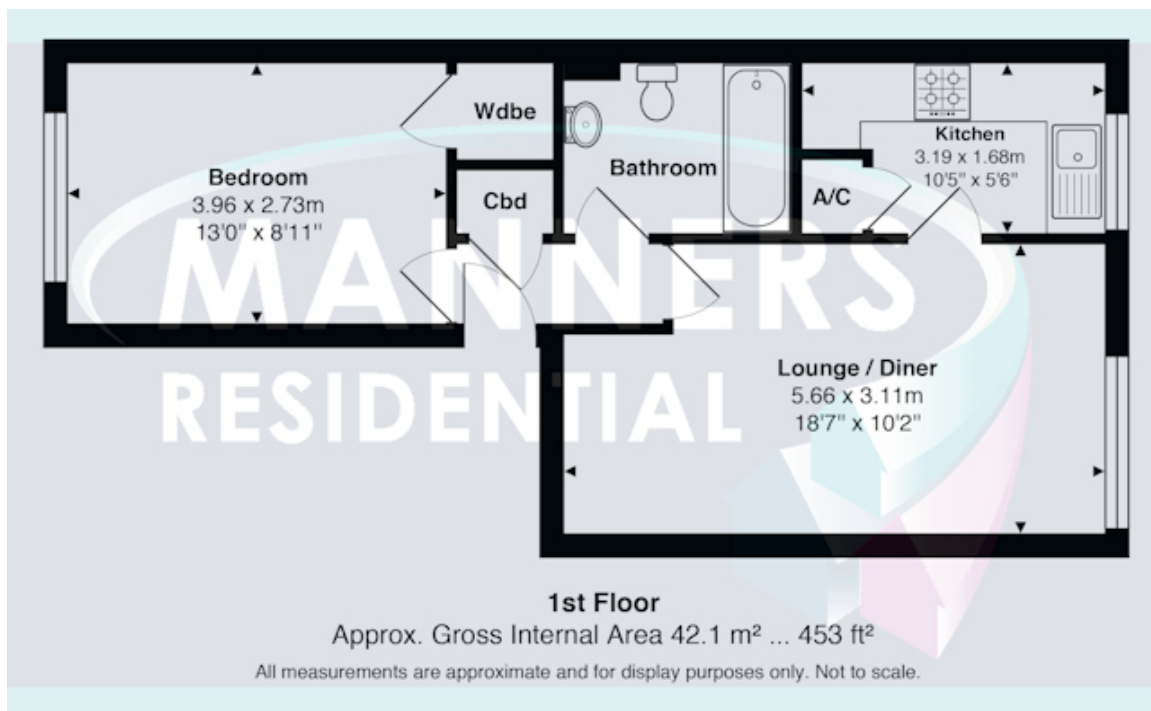 Wdbe
Bedroom
3.96 x 2.73m
13'0" x 8'11"
Cbd
Bathroom
Kitchen
3.19 x 1.68m
10'5" x 5'6"
A/C
MANNERS
RESIDENTIAL
Lounge / Diner
5.66 x 3.11m
18'7" x 10'2"
1st Floor
Approx. Gross Internal Area 42.1 m² ... 453 ft²
All measurements are approximate and for display purposes only. Not to scale.